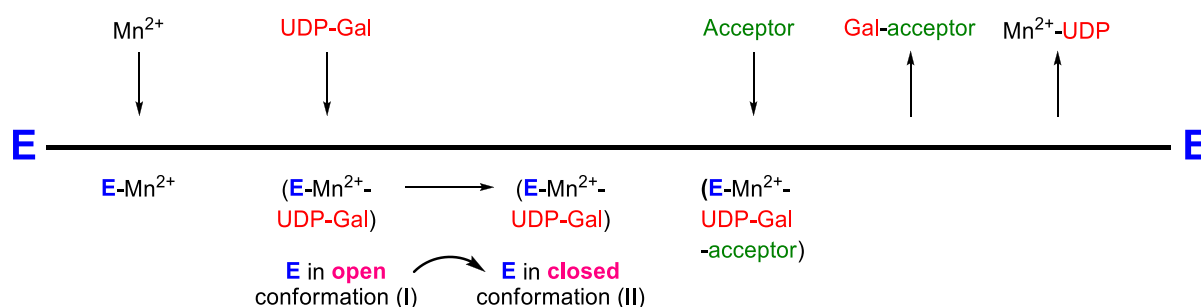 Mn²⁺ UDP-Gal Acceptor Gal-acceptor Mn²⁺-UDP
E E
E-Mn²⁺ (E-Mn²⁺- (E-Mn²⁺- (E-Mn²⁺-
UDP-Gal) UDP-Gal) UDP-Gal
-acceptor)
E in open E in closed
conformation (I) conformation (II)